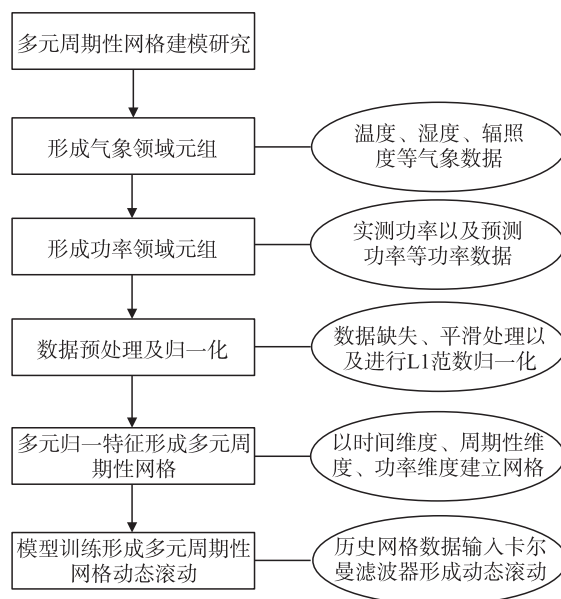 多元周期性网格建模研究
形成气象领域元组
温度、湿度、辐照
度等气象数据
形成功率领域元组
实测功率以及预测
功率等功率数据
数据预处理及归一化
数据缺失、平滑处理以
及进行L1范数归一化
多元归一特征形成多元周
期性网格
以时间维度、周期性维
度、功率维度建立网格
模型训练形成多元周期性
网格动态滚动
历史网格数据输入卡尔
曼滤波器形成动态滚动